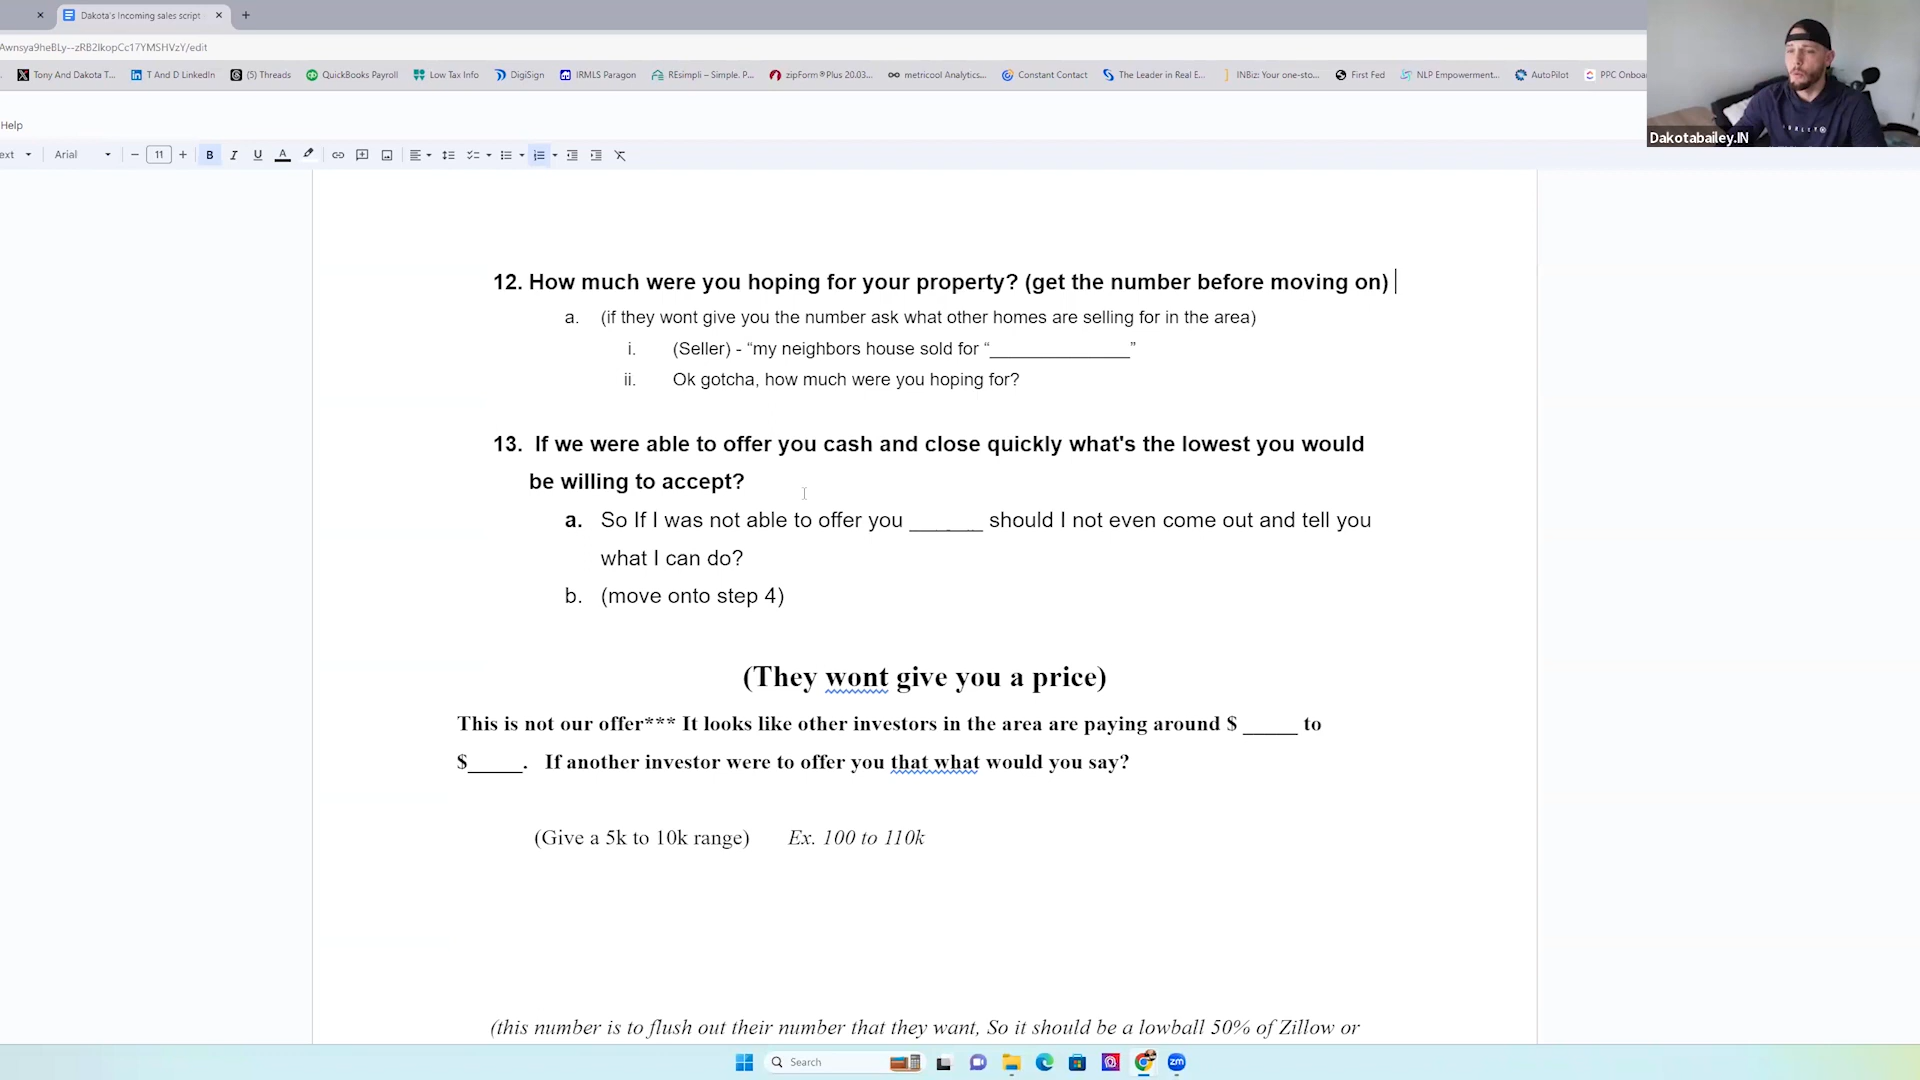 Dakota's Incoming sales script
Awnsya9heBLy--zRB2IkopCc17YMSHVzY/edit
Tony And Dakota T... T And D LinkedIn (5) Threads QuickBooks Payroll Low Tax Info DigiSign IRMLS Paragon REsimpli – Simple. P... zipForm®Plus 20.03... metricool Analytics... Constant Contact The Leader in Real E... INBiz: Your one-sto... First Fed NLP Empowerment... AutoPilot PPC Onboa
Help
ext Arial 11 B I U A
Dakotabailey.IN
12. How much were you hoping for your property? (get the number before moving on)
a. (if they wont give you the number ask what other homes are selling for in the area)
i. (Seller) - “my neighbors house sold for “______________”
ii. Ok gotcha, how much were you hoping for?
13. If we were able to offer you cash and close quickly what's the lowest you would
be willing to accept?
a. So If I was not able to offer you ______ should I not even come out and tell you
what I can do?
b. (move onto step 4)
(They wont give you a price)
This is not our offer*** It looks like other investors in the area are paying around $ _____ to
$_____. If another investor were to offer you that what would you say?
(Give a 5k to 10k range) Ex. 100 to 110k
(this number is to flush out their number that they want, So it should be a lowball 50% of Zillow or
Search
zm